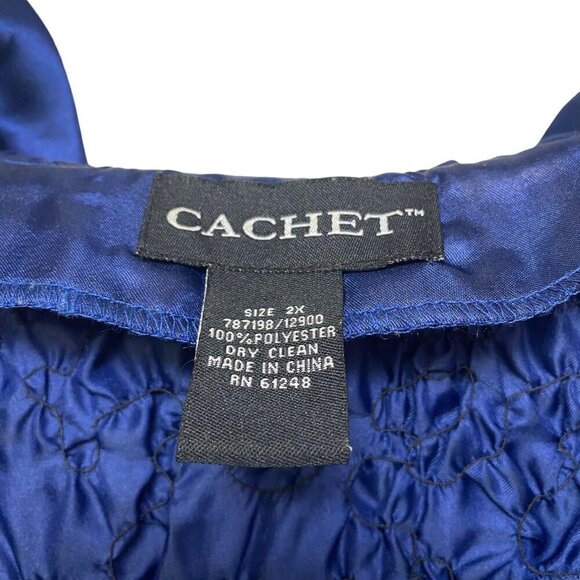 CACHET™
SIZE 2X
787198/12900
100%POLYESTER
DRY CLEAN
MADE IN CHINA
RN 61248